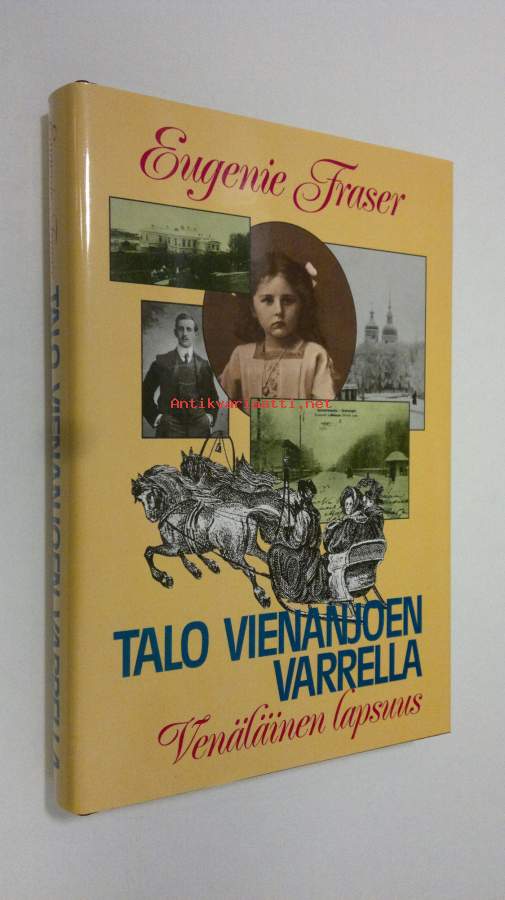 Eugenie Fraser
Antikvariaatti.net
TALO VIENANJOEN
VARRELLA
Venäläinen lapsuus
TALO VIENANJOEN VARRELLA